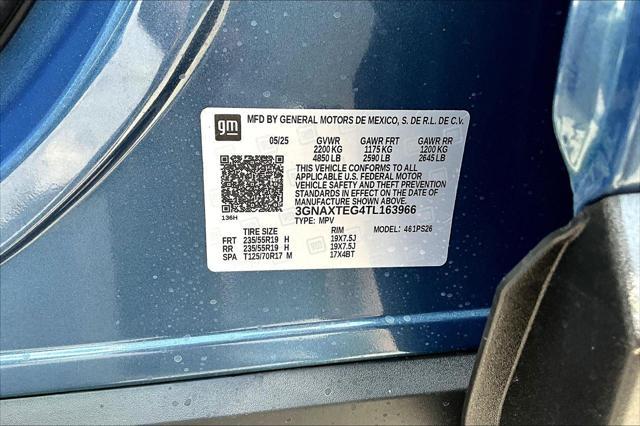 gm MFD BY GENERAL MOTORS DE MEXICO, S. DE R.L. DE C.V.
05/25 GVWR GAWR FRT GAWR RR
2200 KG 1175 KG 1200 KG
4850 LB 2590 LB 2645 LB
THIS VEHICLE CONFORMS TO ALL
APPLICABLE U.S. FEDERAL MOTOR
VEHICLE SAFETY AND THEFT PREVENTION
STANDARDS IN EFFECT ON THE DATE OF
MANUFACTURE SHOWN ABOVE.
3GNAXTEG4TL163966
136H TYPE: MPV
TIRE SIZE RIM MODEL: 461PS26
FRT 235/55R19 H 19X7.5J
RR 235/55R19 H 19X7.5J
SPA T125/70R17 M 17X4BT